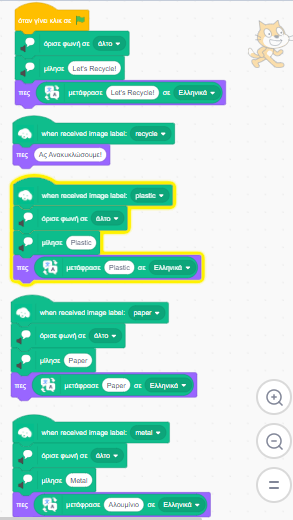 όταν γίνει κλικ σε
όρισε φωνή σε άλτο
μίλησε Let's Recycle!
πες μετάφρασε Let's Recycle! σε Ελληνικά
when received image label: recycle
πες Ας Ανακυκλώσουμε!
when received image label: plastic
όρισε φωνή σε άλτο
μίλησε Plastic
πες μετάφρασε Plastic σε Ελληνικά
when received image label: paper
όρισε φωνή σε άλτο
μίλησε Paper
πες μετάφρασε Paper σε Ελληνικά
when received image label: metal
όρισε φωνή σε άλτο
μίλησε Metal
πες μετάφρασε Αλουμίνιο σε Ελληνικά